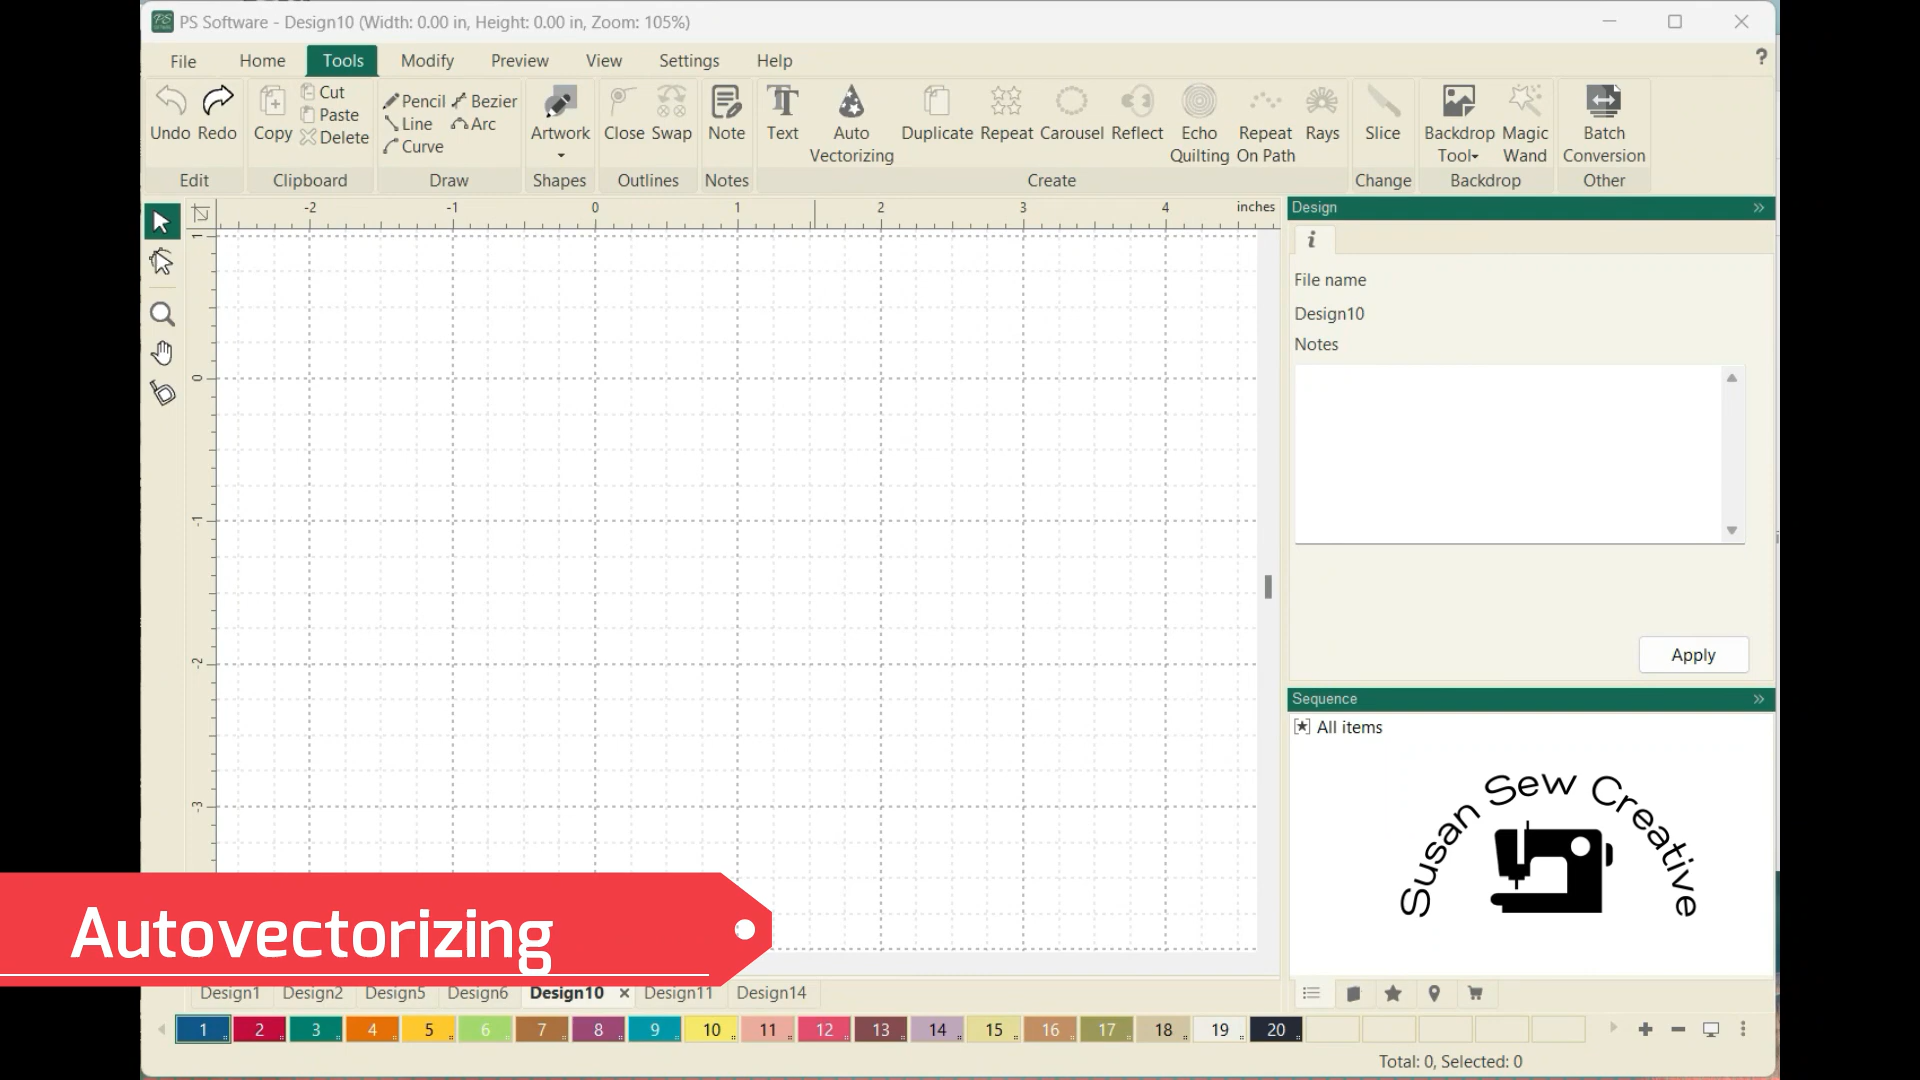 PS Software - Design10 (Width: 0.00 in, Height: 0.00 in, Zoom: 105%)
File Home Tools Modify Preview View Settings Help ?
Undo Redo
Edit
Copy
Cut
Paste
Delete
Clipboard
Pencil Bezier
Line Arc
Curve
Draw
Artwork
Shapes
Close Swap
Outlines
Note
Notes
Text
Auto Vectorizing
Duplicate
Repeat
Carousel
Reflect
Echo Quilting
Repeat On Path
Rays
Create
Slice
Change
Backdrop Tool
Magic Wand
Backdrop
Batch Conversion
Other
-2 -1 0 1 2 3 4 inches
1
0
-1
-2
-3
Design
i
File name
Design10
Notes
Apply
Sequence
All items
Susan Sew Creative
Autovectorizing
Design1 Design2 Design5 Design6 Design10 Design11 Design14
1 2 3 4 5 6 7 8 9 10 11 12 13 14 15 16 17 18 19 20
Total: 0, Selected: 0